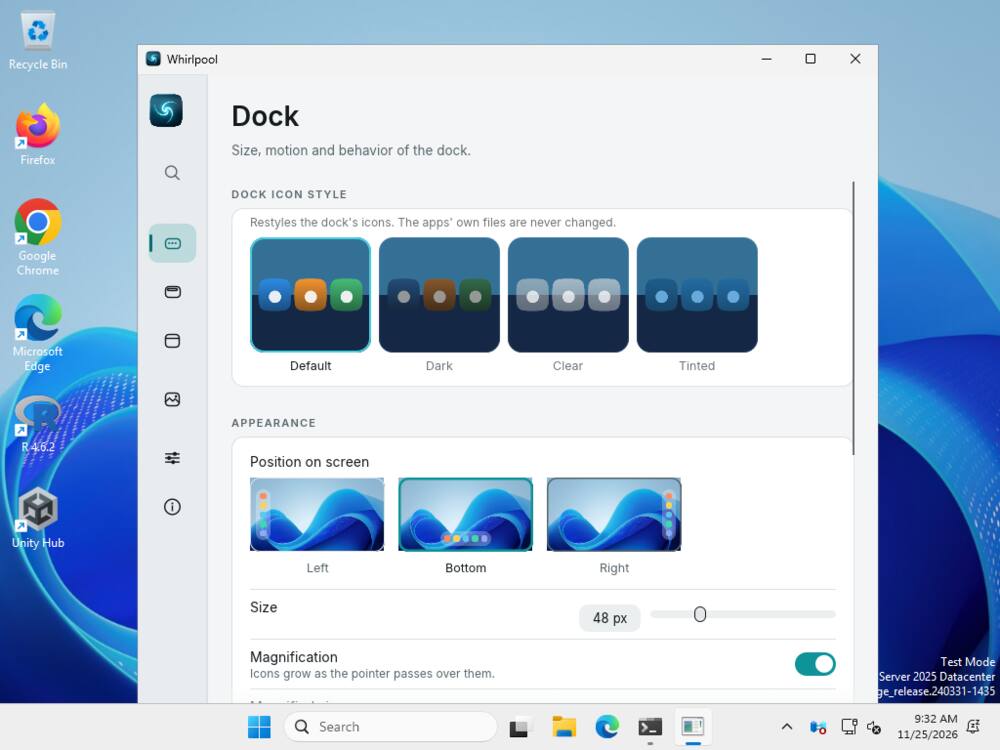 Recycle Bin
Firefox
Google
Chrome
Microsoft
Edge
R 4.6.2
Unity Hub
Whirlpool
Dock
Size, motion and behavior of the dock.
DOCK ICON STYLE
Restyles the dock's icons. The apps' own files are never changed.
Default
Dark
Clear
Tinted
APPEARANCE
Position on screen
Left
Bottom
Right
Size
48 px
Magnification
Icons grow as the pointer passes over them.
Test Mode
Server 2025 Datacenter
ge_release.240331-1435
Search
9:32 AM
11/25/2026